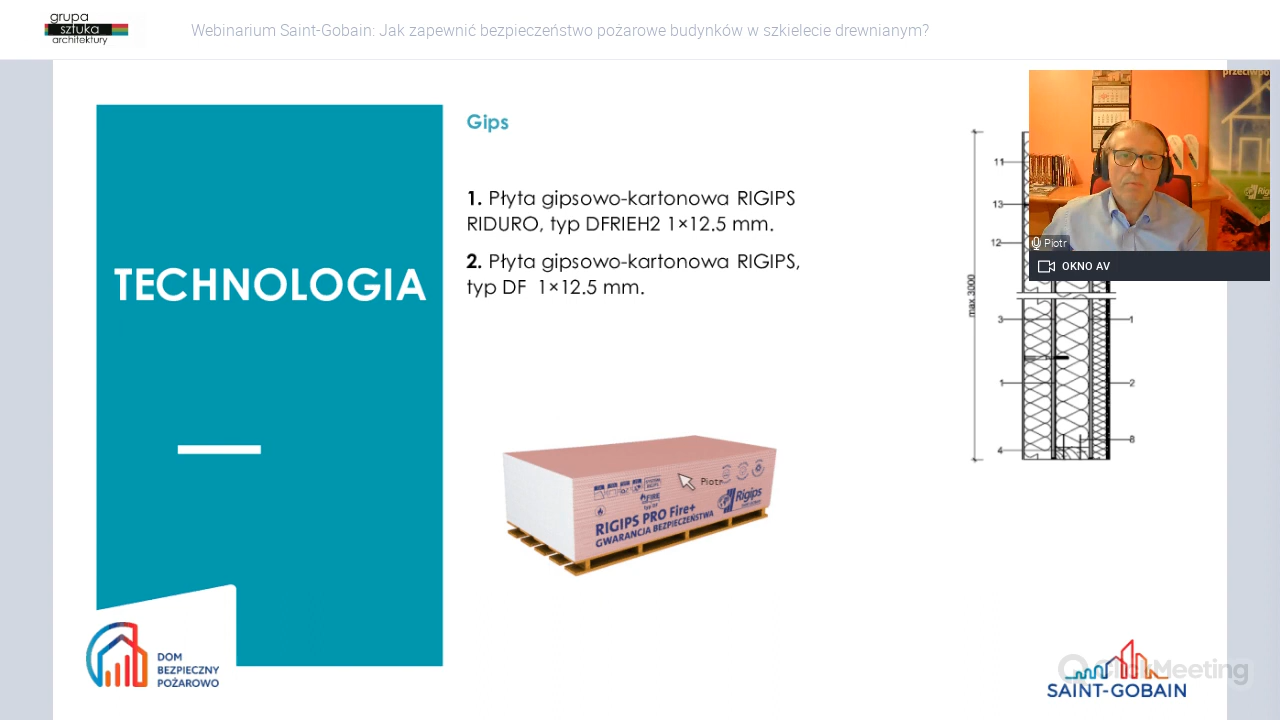 grupa
sztuka
architektury
Webinarium Saint-Gobain: Jak zapewnić bezpieczeństwo pożarowe budynków w szkielecie drewnianym?
Gips
1. Płyta gipsowo-kartonowa RIGIPS
RIDURO, typ DFRIEH2 1×12.5 mm.
2. Płyta gipsowo-kartonowa RIGIPS,
typ DF 1×12.5 mm.
TECHNOLOGIA
Piotr
FIRE
Rigips
RIGIPS PRO Fire+
GWARANCJA BEZPIECZEŃSTWA
Piotr
OKNO AV
11
13
12
max 3000
3
1
1
2
8
4
DOM
BEZPIECZNY
POŻAROWO
ClickMeeting
SAINT-GOBAIN